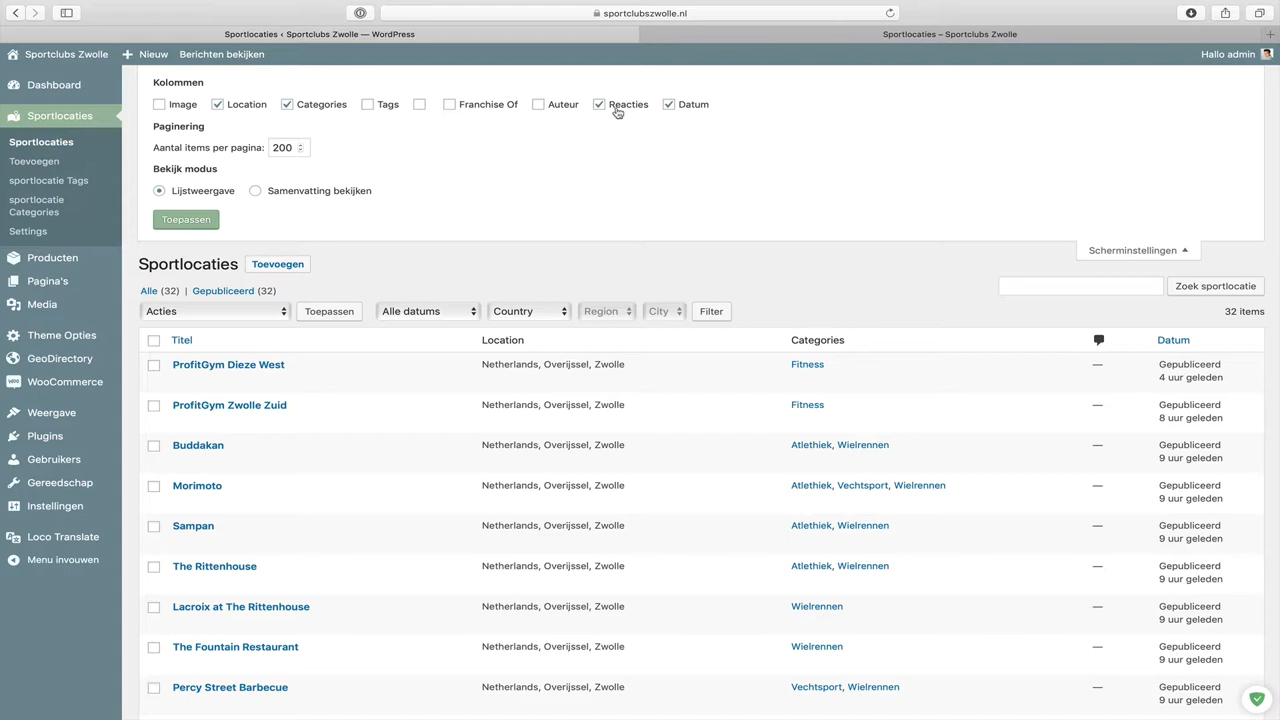 sportclubszwolle.nl
Sportlocaties ‹ Sportclubs Zwolle — WordPress
Sportlocaties – Sportclubs Zwolle
Sportclubs Zwolle
Nieuw
Berichten bekijken
Hallo admin
Dashboard
Sportlocaties
Sportlocaties
Toevoegen
sportlocatie Tags
sportlocatie
Categories
Settings
Producten
Pagina's
Media
Theme Opties
GeoDirectory
WooCommerce
Weergave
Plugins
Gebruikers
Gereedschap
Instellingen
Loco Translate
Menu invouwen
Kolommen
Image Location Categories Tags Franchise Of Auteur Reacties Datum
Paginering
Aantal items per pagina: 200
Bekijk modus
Lijstweergave Samenvatting bekijken
Toepassen
Scherminstellingen
Sportlocaties Toevoegen
Alle (32) | Gepubliceerd (32)
Zoek sportlocatie
Acties Toepassen Alle datums Country Region City Filter 32 items
Titel Location Categories Datum
ProfitGym Dieze West Netherlands, Overijssel, Zwolle Fitness — Gepubliceerd
4 uur geleden
ProfitGym Zwolle Zuid Netherlands, Overijssel, Zwolle Fitness — Gepubliceerd
8 uur geleden
Buddakan Netherlands, Overijssel, Zwolle Atlethiek, Wielrennen — Gepubliceerd
9 uur geleden
Morimoto Netherlands, Overijssel, Zwolle Atlethiek, Vechtsport, Wielrennen — Gepubliceerd
9 uur geleden
Sampan Netherlands, Overijssel, Zwolle Atlethiek, Wielrennen — Gepubliceerd
9 uur geleden
The Rittenhouse Netherlands, Overijssel, Zwolle Atlethiek, Wielrennen — Gepubliceerd
9 uur geleden
Lacroix at The Rittenhouse Netherlands, Overijssel, Zwolle Wielrennen — Gepubliceerd
9 uur geleden
The Fountain Restaurant Netherlands, Overijssel, Zwolle Wielrennen — Gepubliceerd
9 uur geleden
Percy Street Barbecue Netherlands, Overijssel, Zwolle Vechtsport, Wielrennen — Gepubliceerd
9 uur geleden